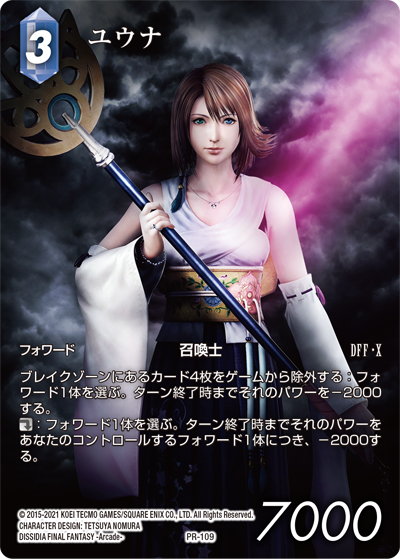 3
ユウナ
フォワード 召喚士 DFF・X
ブレイクゾーンにあるカード4枚をゲームから除外する：フォ
ワード1体を選ぶ。ターン終了時までそれのパワーを－2000
する。
：フォワード1体を選ぶ。ターン終了時までそれのパワーを
あなたのコントロールするフォワード1体につき、－2000す
る。
© 2015-2021 KOEI TECMO GAMES/SQUARE ENIX CO., LTD. All Rights Reserved.
CHARACTER DESIGN: TETSUYA NOMURA
DISSIDIA FINAL FANTASY -Arcade- PR-109
7000